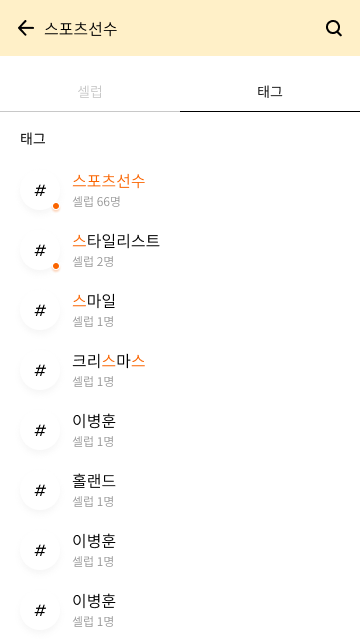 스포츠선수
셀럽 태그
태그
# 스포츠선수
셀럽 66명
# 스타일리스트
셀럽 2명
# 스마일
셀럽 1명
# 크리스마스
셀럽 1명
# 이병훈
셀럽 1명
# 홀랜드
셀럽 1명
# 이병훈
셀럽 1명
# 이병훈
셀럽 1명